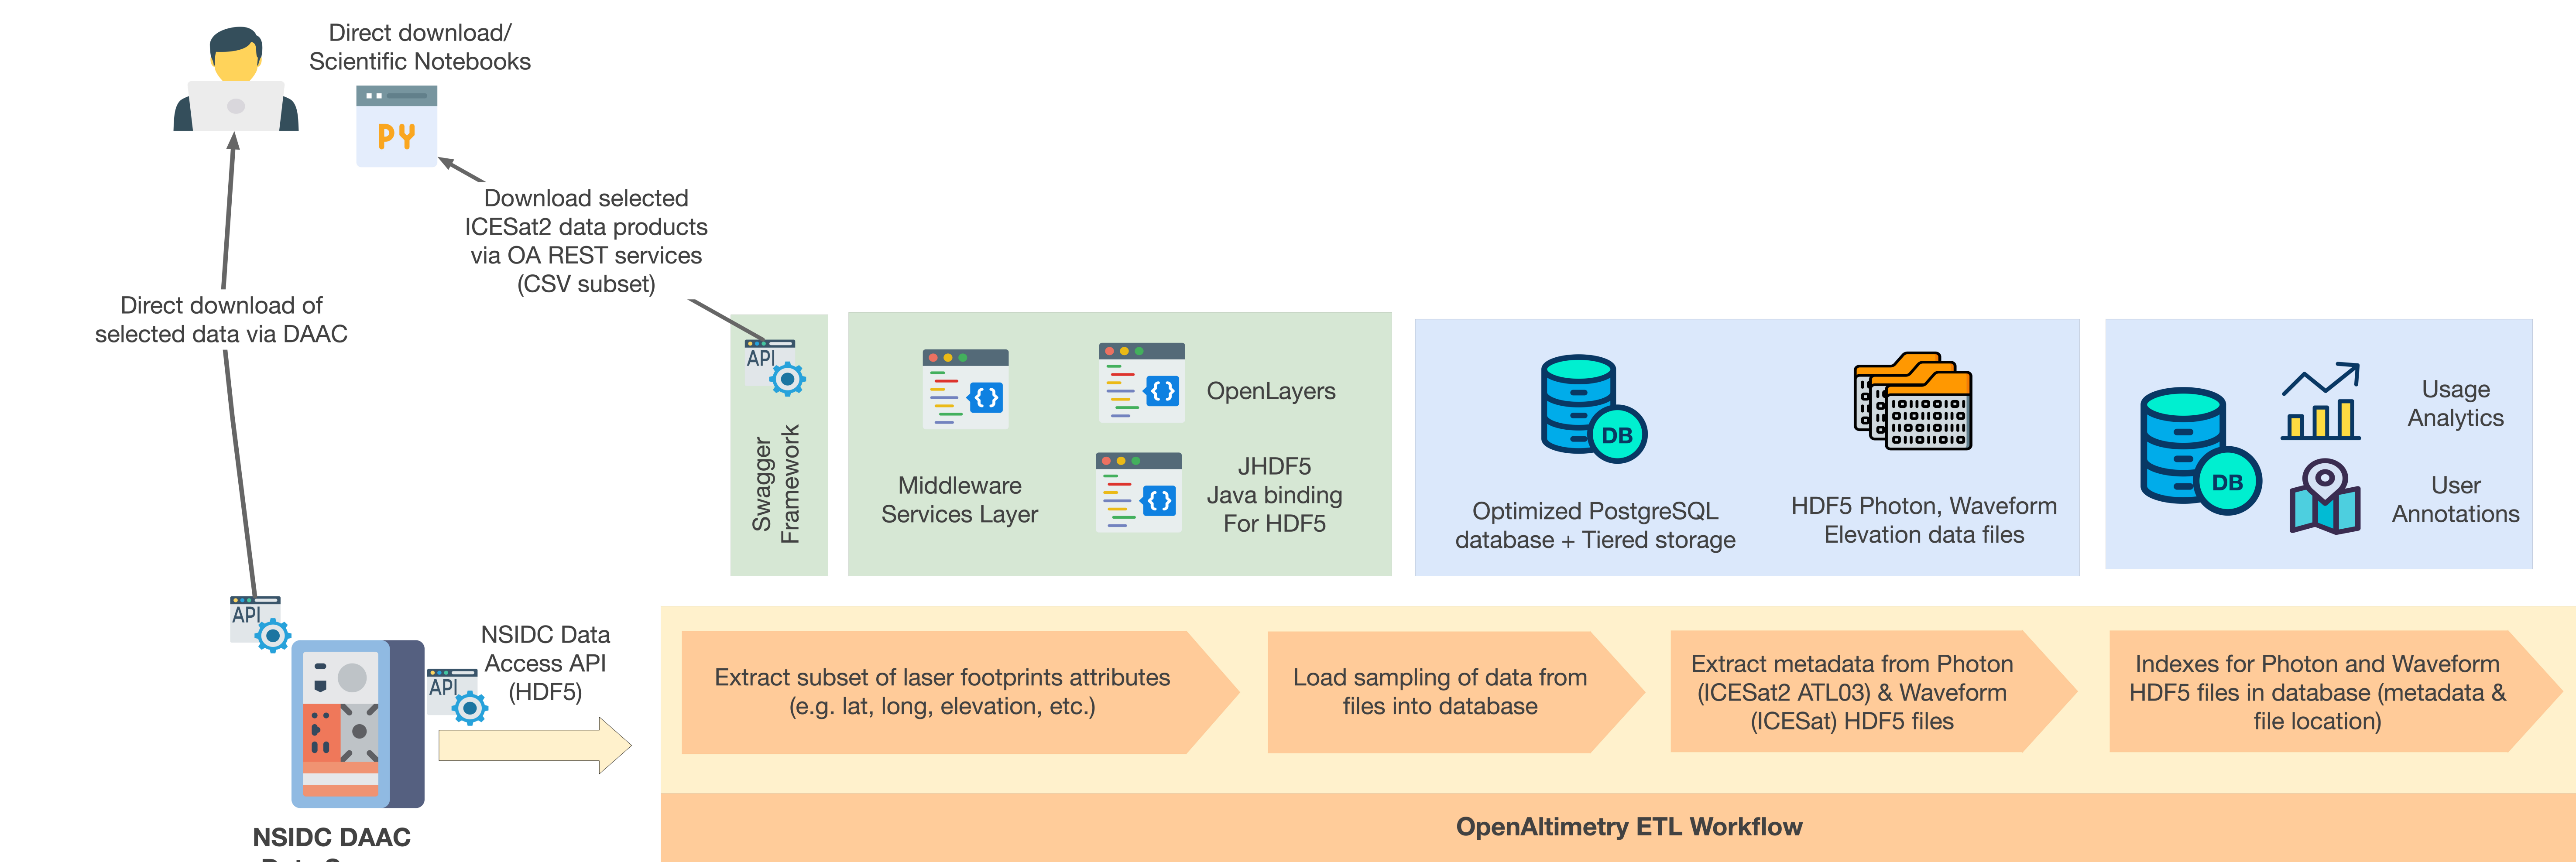 Direct download/
Scientific Notebooks
PY
Download selected
ICESat2 data products
via OA REST services
(CSV subset)
Direct download of
selected data via DAAC
API
Swagger
Framework
Middleware
Services Layer
OpenLayers
JHDF5
Java binding
For HDF5
DB
Optimized PostgreSQL
database + Tiered storage
HDF5 Photon, Waveform
Elevation data files
DB
Usage
Analytics
User
Annotations
API
API
NSIDC Data
Access API
(HDF5)
NSIDC DAAC
Extract subset of laser footprints attributes
(e.g. lat, long, elevation, etc.)
Load sampling of data from
files into database
Extract metadata from Photon
(ICESat2 ATL03) & Waveform
(ICESat) HDF5 files
Indexes for Photon and Waveform
HDF5 files in database (metadata &
file location)
OpenAltimetry ETL Workflow